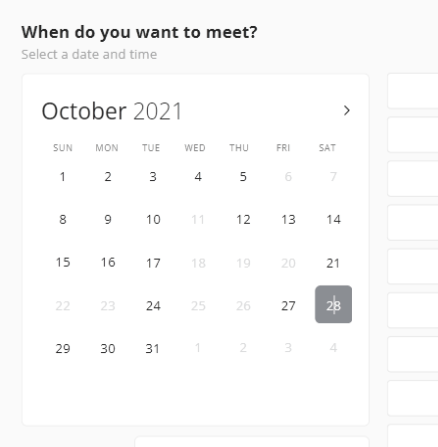 When do you want to meet?
Select a date and time
October 2021
SUN MON TUE WED THU FRI SAT
1 2 3 4 5 6 7
8 9 10 11 12 13 14
15 16 17 18 19 20 21
22 23 24 25 26 27 28
29 30 31 1 2 3 4